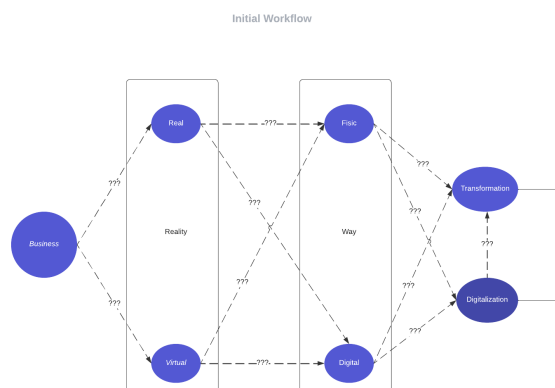 Initial Workflow
Real
???
Fisic
???
Transformation
???
???
???
Business
Reality
Way
???
???
???
Digitalization
???
???
Virtual
???
Digital